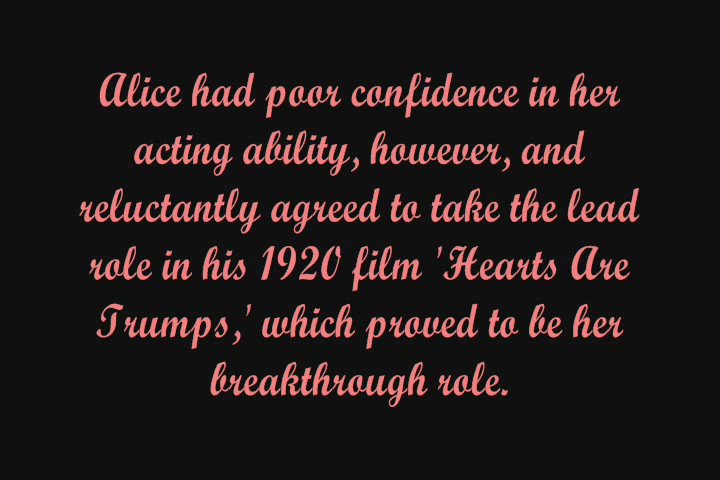 Alice had poor confidence in her
acting ability, however, and
reluctantly agreed to take the lead
role in his 1920 film 'Hearts Are
Trumps,' which proved to be her
breakthrough role.